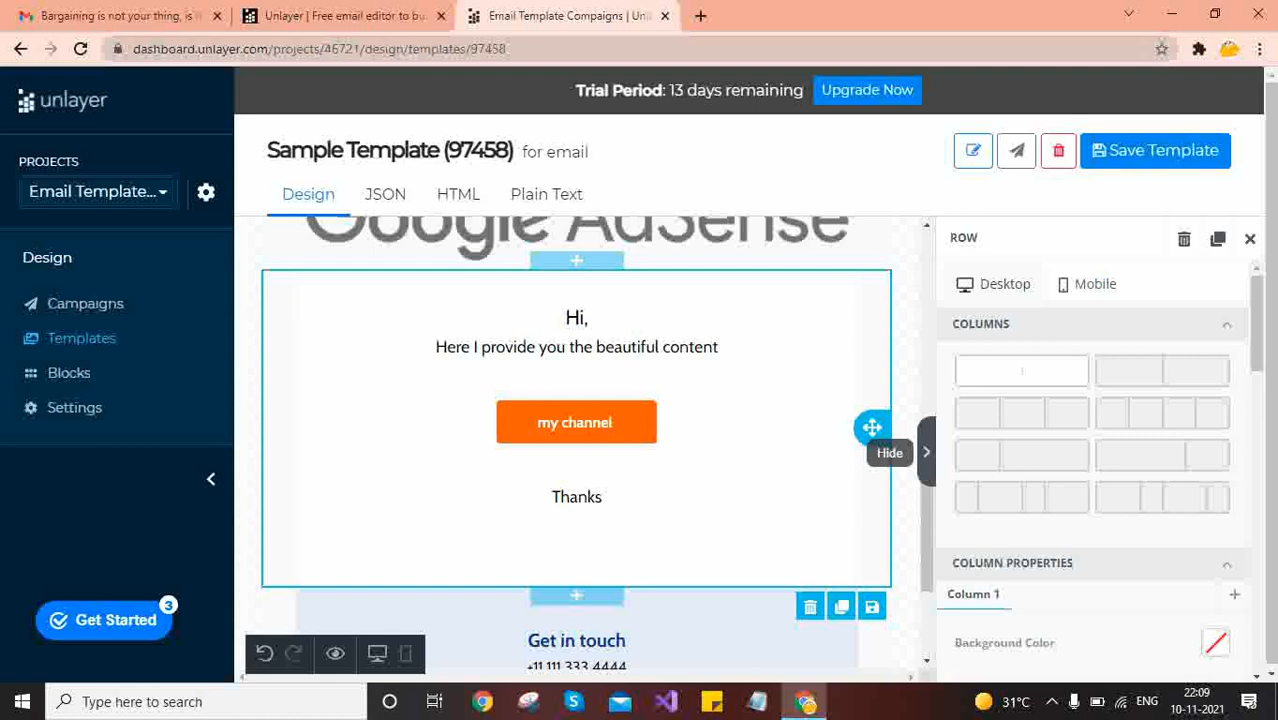 Bargaining is not your thing, is it
Unlayer | Free email editor to bu
Email Template Compaigns | Unl
dashboard.unlayer.com/projects/46721/design/templates/97458
unlayer
Trial Period: 13 days remaining
Upgrade Now
PROJECTS
Email Template...
Sample Template (97458) for email
Save Template
Design
JSON
HTML
Plain Text
Design
Campaigns
Templates
Blocks
Settings
Get Started
3
Google AdSense
Hi,
Here I provide you the beautiful content
my channel
Hide
Thanks
Get in touch
+11 111 333 4444
ROW
Desktop
Mobile
COLUMNS
COLUMN PROPERTIES
Column 1
Background Color
Type here to search
31°C
ENG
22:09
10-11-2021